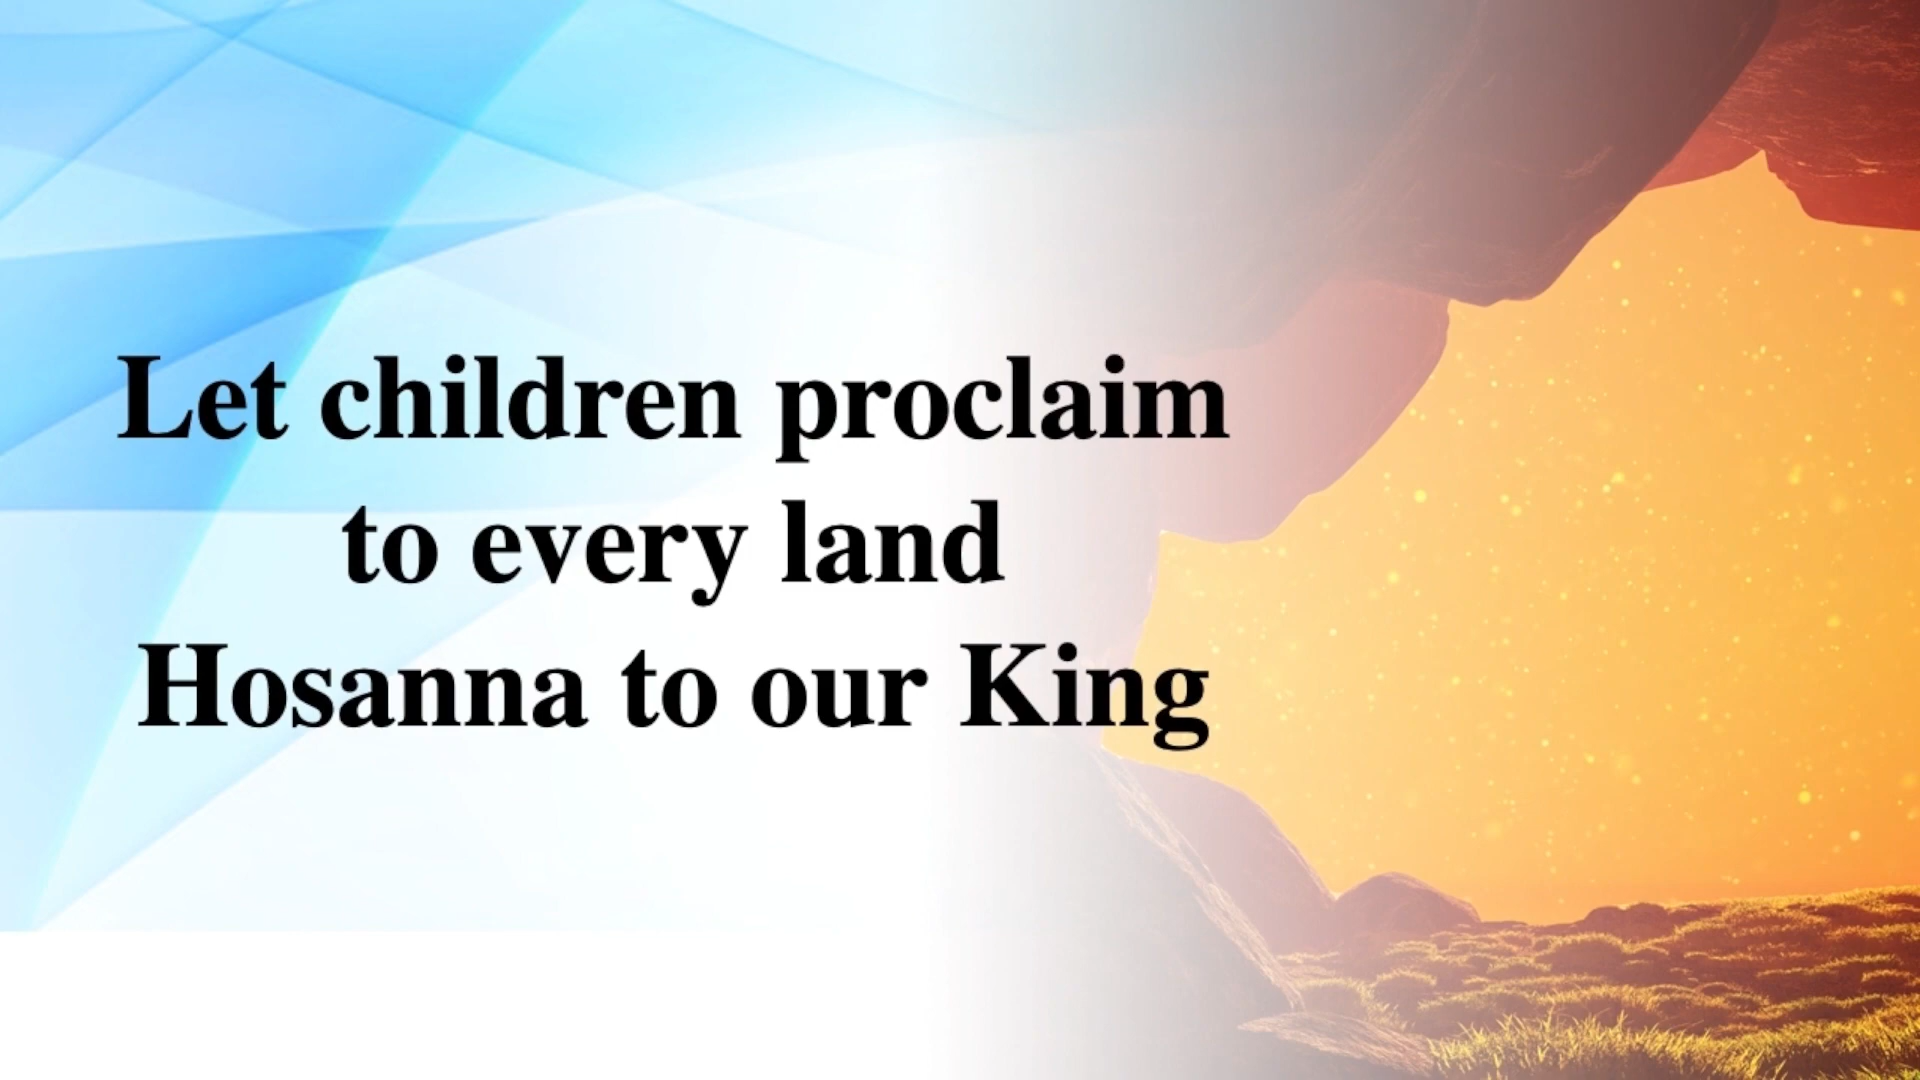 Let children proclaim
to every land
Hosanna to our King